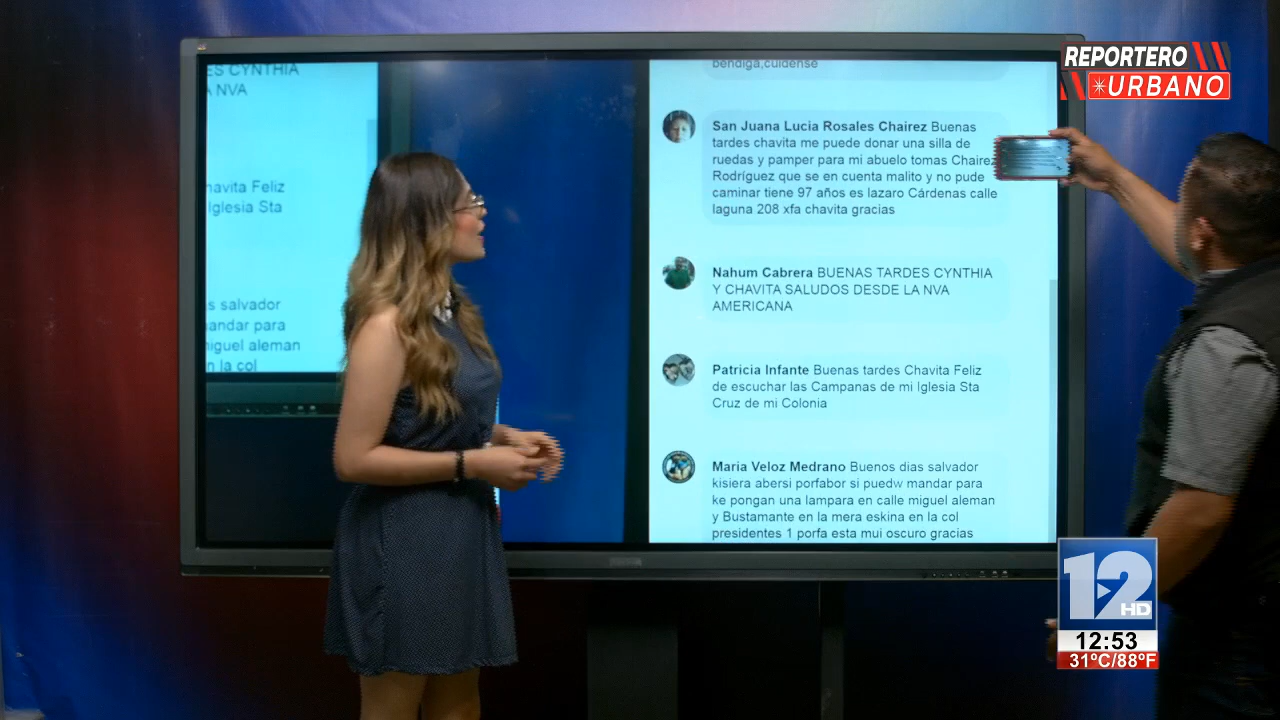 REPORTERO
URBANO
ES CYNTHIA
A NVA
havita Feliz
Iglesia Sta
s salvador
andar para
iguel aleman
n la col
bendiga,cuidense
San Juana Lucia Rosales Chairez Buenas
tardes chavita me puede donar una silla de
ruedas y pamper para mi abuelo tomas Chairez
Rodríguez que se en cuenta malito y no pude
caminar tiene 97 años es lazaro Cárdenas calle
laguna 208 xfa chavita gracias
Nahum Cabrera BUENAS TARDES CYNTHIA
Y CHAVITA SALUDOS DESDE LA NVA
AMERICANA
Patricia Infante Buenas tardes Chavita Feliz
de escuchar las Campanas de mi Iglesia Sta
Cruz de mi Colonia
Maria Veloz Medrano Buenos dias salvador
kisiera abersi porfabor si puedw mandar para
ke pongan una lampara en calle miguel aleman
y Bustamante en la mera eskina en la col
presidentes 1 porfa esta mui oscuro gracias
12
HD
12:53
31ºC/88ºF